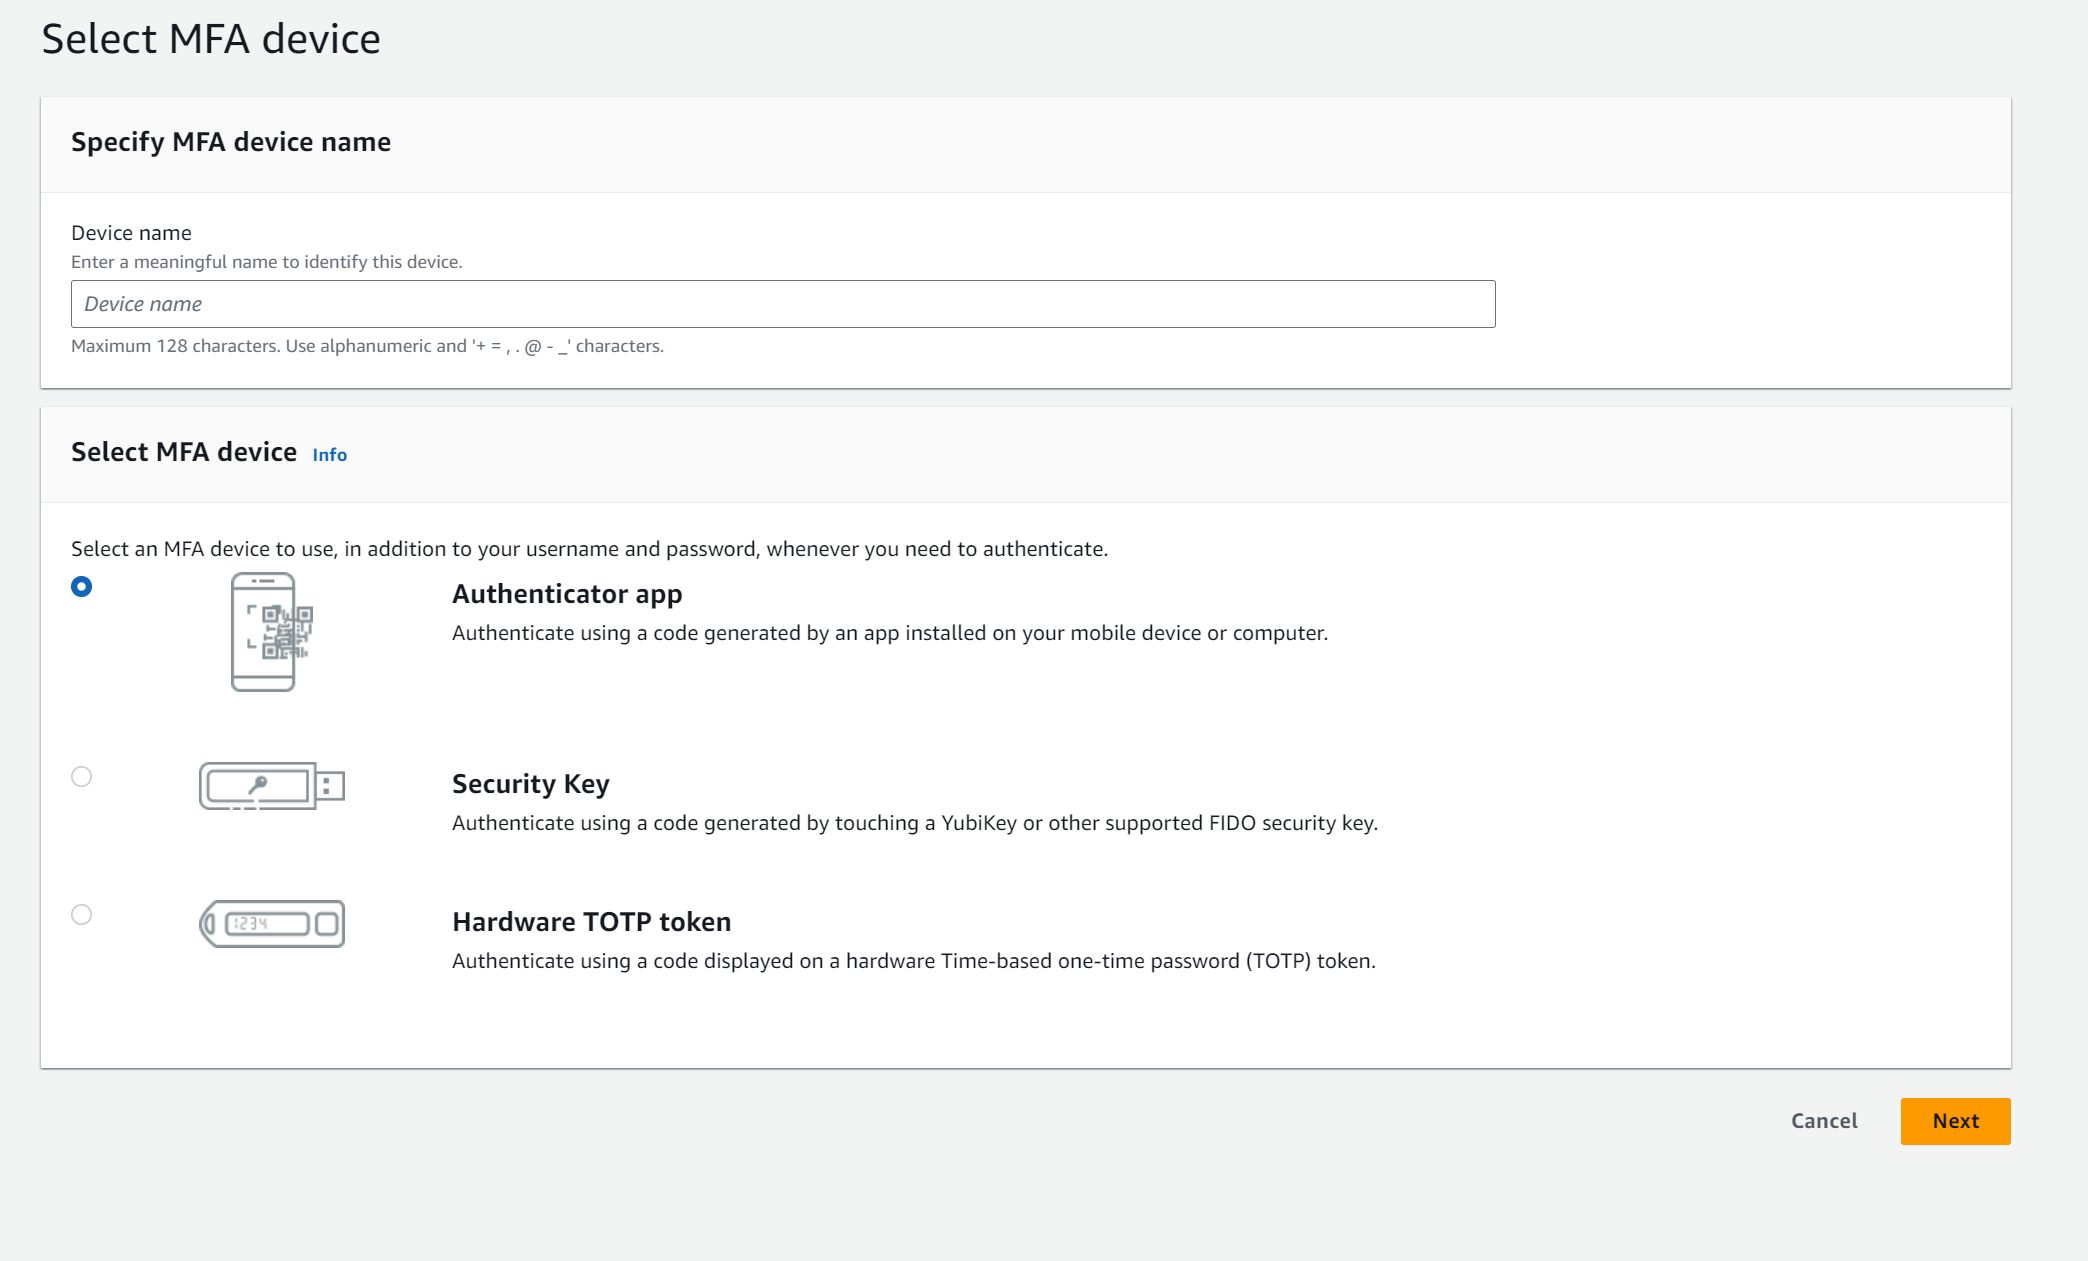 Select MFA device
Specify MFA device name
Device name
Enter a meaningful name to identify this device.
Device name
Maximum 128 characters. Use alphanumeric and '+ = , . @ - _' characters.
Select MFA device Info
Select an MFA device to use, in addition to your username and password, whenever you need to authenticate.
Authenticator app
Authenticate using a code generated by an app installed on your mobile device or computer.
Security Key
Authenticate using a code generated by touching a YubiKey or other supported FIDO security key.
1234
Hardware TOTP token
Authenticate using a code displayed on a hardware Time-based one-time password (TOTP) token.
Cancel
Next